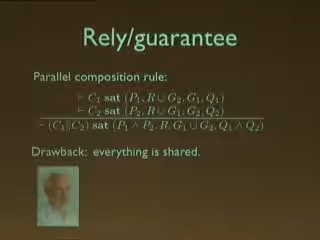 Rely/guarantee
Parallel composition rule:
⊢ C₁ sat (P₁, R ∪ G₂, G₁, Q₁)
⊢ C₂ sat (P₂, R ∪ G₁, G₂, Q₂)
⊢ (C₁||C₂) sat (P₁ ∧ P₂, R, G₁ ∪ G₂, Q₁ ∧ Q₂)
Drawback: everything is shared.